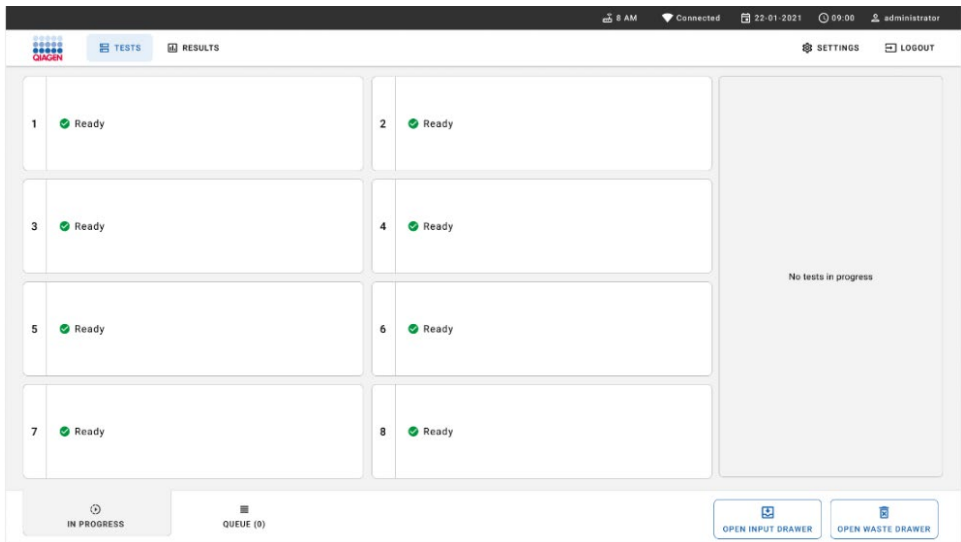 8 AM Connected 22-01-2021 09:00 administrator
QIAGEN TESTS RESULTS SETTINGS LOGOUT
1 Ready
2 Ready
3 Ready
4 Ready
No tests in progress
5 Ready
6 Ready
7 Ready
8 Ready
IN PROGRESS
QUEUE (0)
OPEN INPUT DRAWER
OPEN WASTE DRAWER